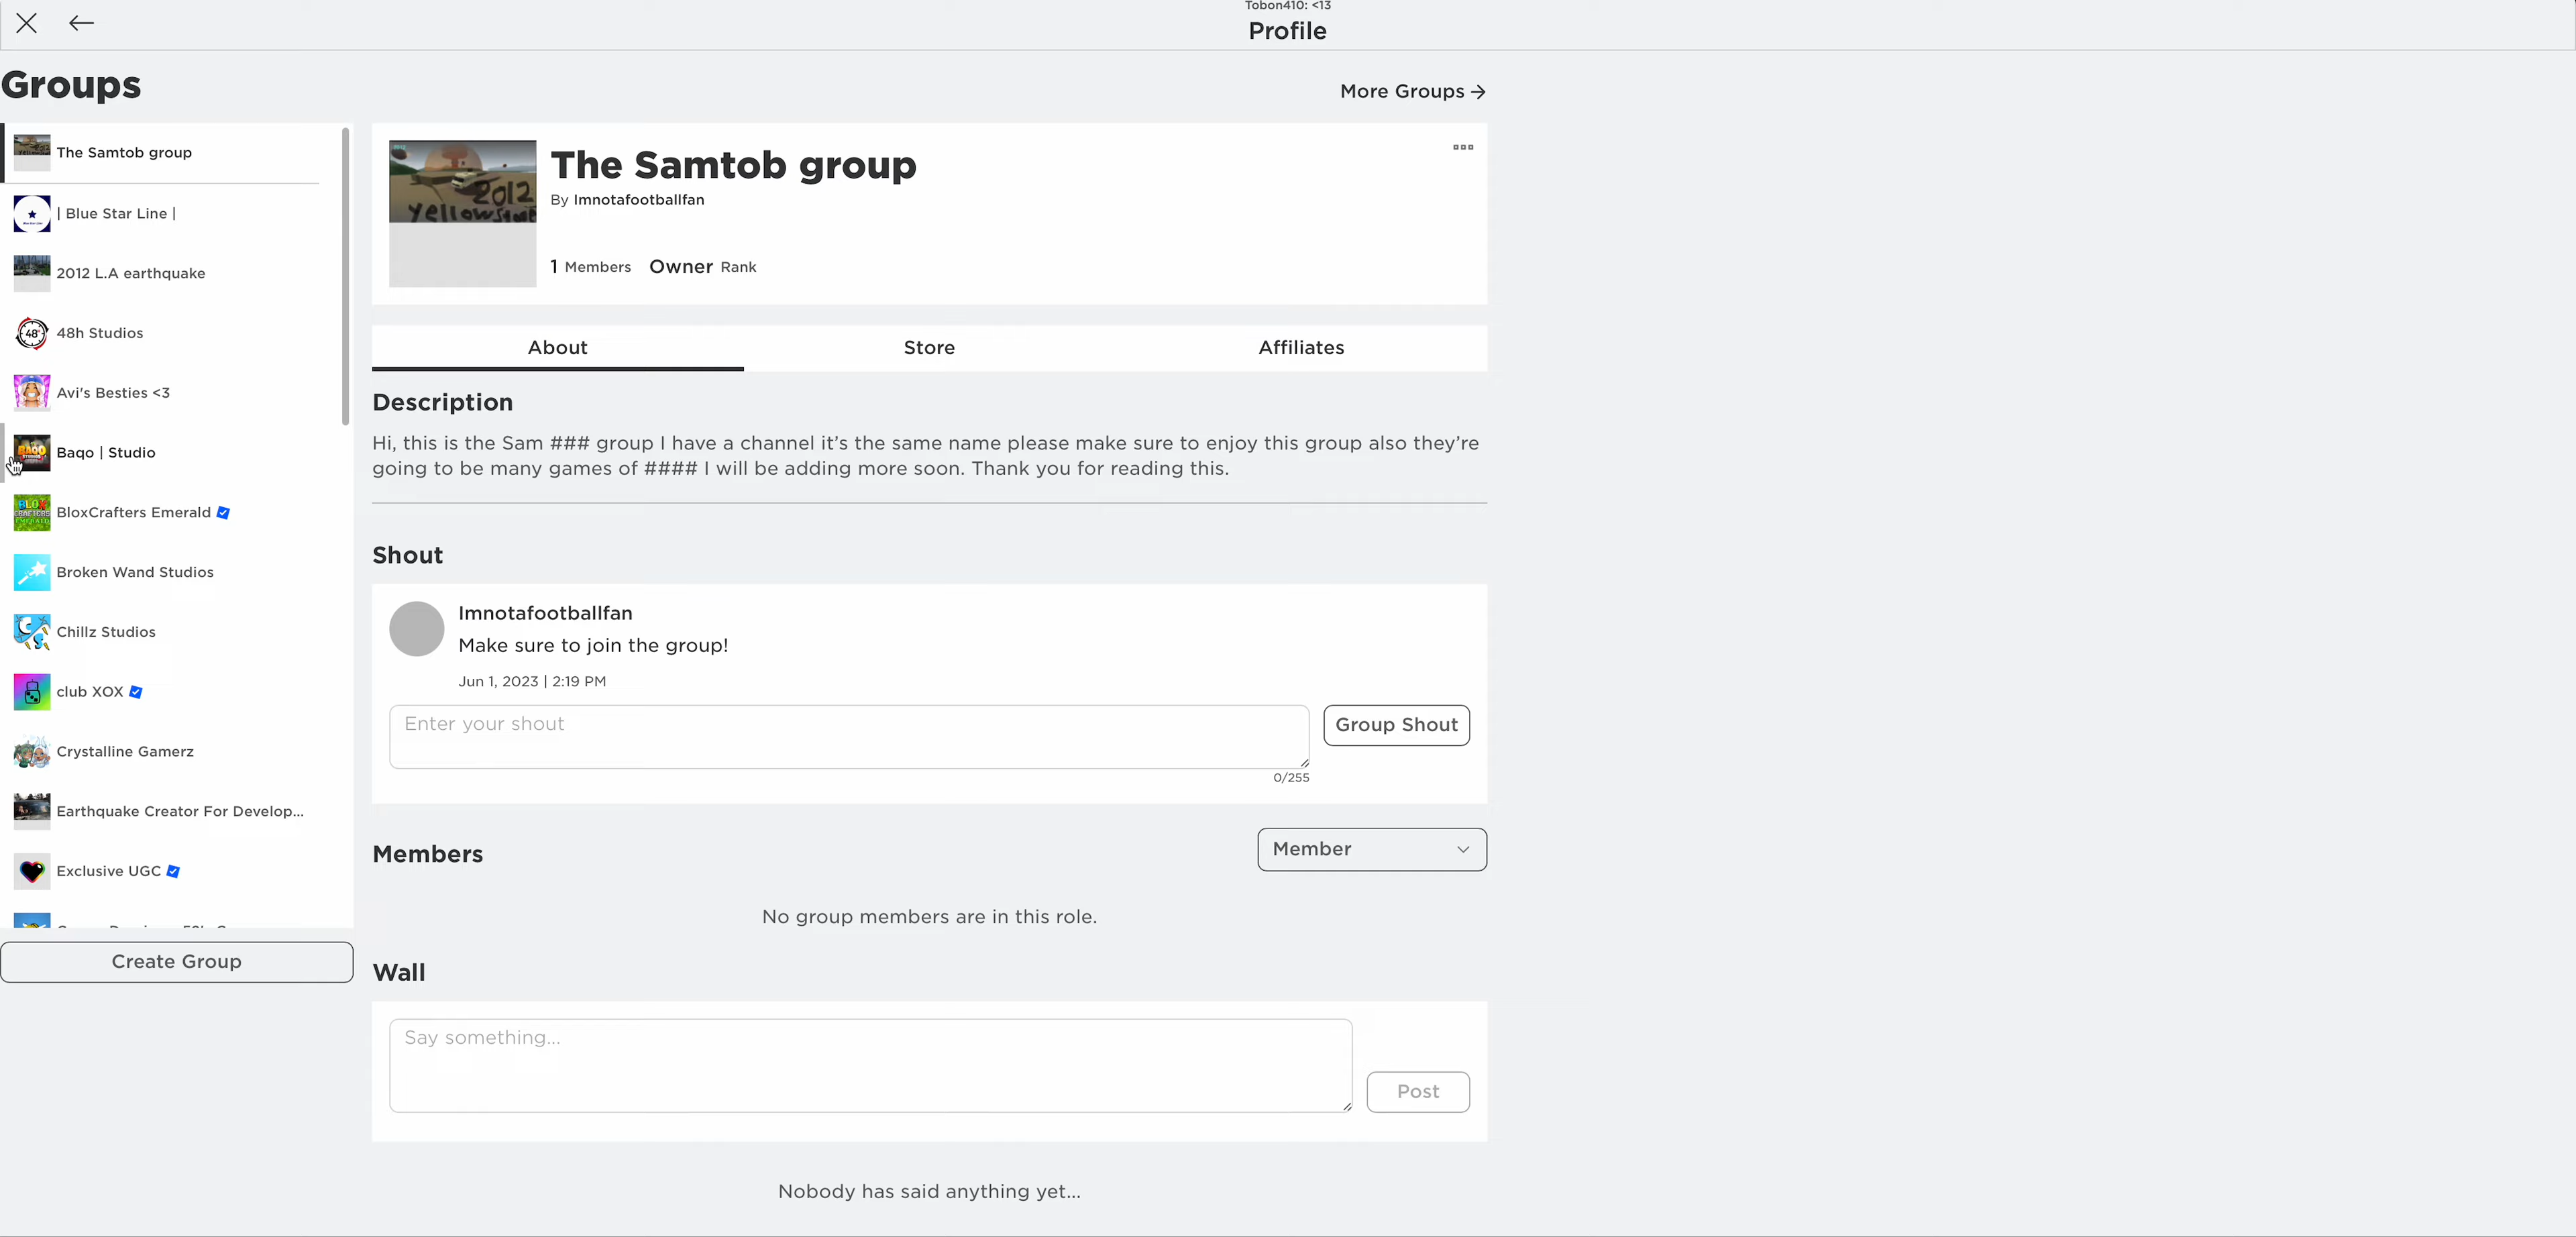 Tobon410: <13
Profile
Groups
More Groups →
The Samtob group
| Blue Star Line |
2012 L.A earthquake
48h Studios
Avi's Besties <3
Baqo | Studio
BloxCrafters Emerald
Broken Wand Studios
Chillz Studios
club XOX
Crystalline Gamerz
Earthquake Creator For Develop...
Exclusive UGC
Create Group
2012
yellowstone
The Samtob group
By Imnotafootballfan
1 Members Owner Rank
About Store Affiliates
Description
Hi, this is the Sam ### group I have a channel it’s the same name please make sure to enjoy this group also they’re
going to be many games of #### I will be adding more soon. Thank you for reading this.
Shout
Imnotafootballfan
Make sure to join the group!
Jun 1, 2023 | 2:19 PM
Enter your shout
Group Shout
0/255
Members
Member
No group members are in this role.
Wall
Say something...
Post
Nobody has said anything yet...